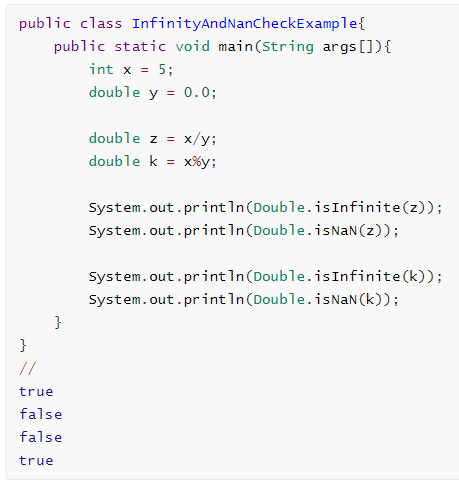 public class InfinityAndNanCheckExample{
    public static void main(String args[]){
        int x = 5;
        double y = 0.0;

        double z = x/y;
        double k = x%y;

        System.out.println(Double.isInfinite(z));
        System.out.println(Double.isNaN(z));

        System.out.println(Double.isInfinite(k));
        System.out.println(Double.isNaN(k));
    }
}
//
true
false
false
true